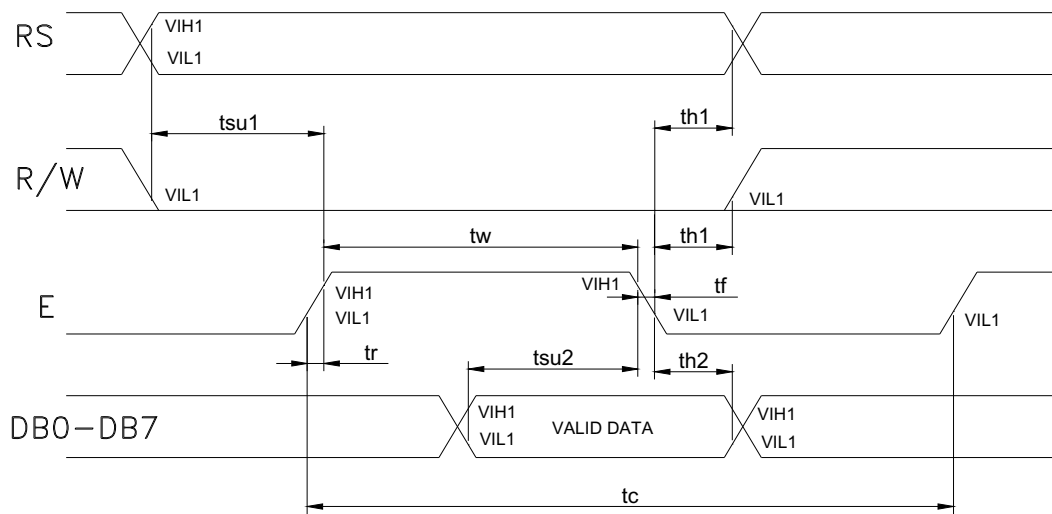 RS
VIH1
VIL1
tsu1
th1
R/W
VIL1
VIL1
tw
th1
E
VIH1
VIL1
VIH1
tf
VIL1
VIL1
tr
tsu2
th2
DB0-DB7
VIH1
VIL1
VALID DATA
VIH1
VIL1
tc